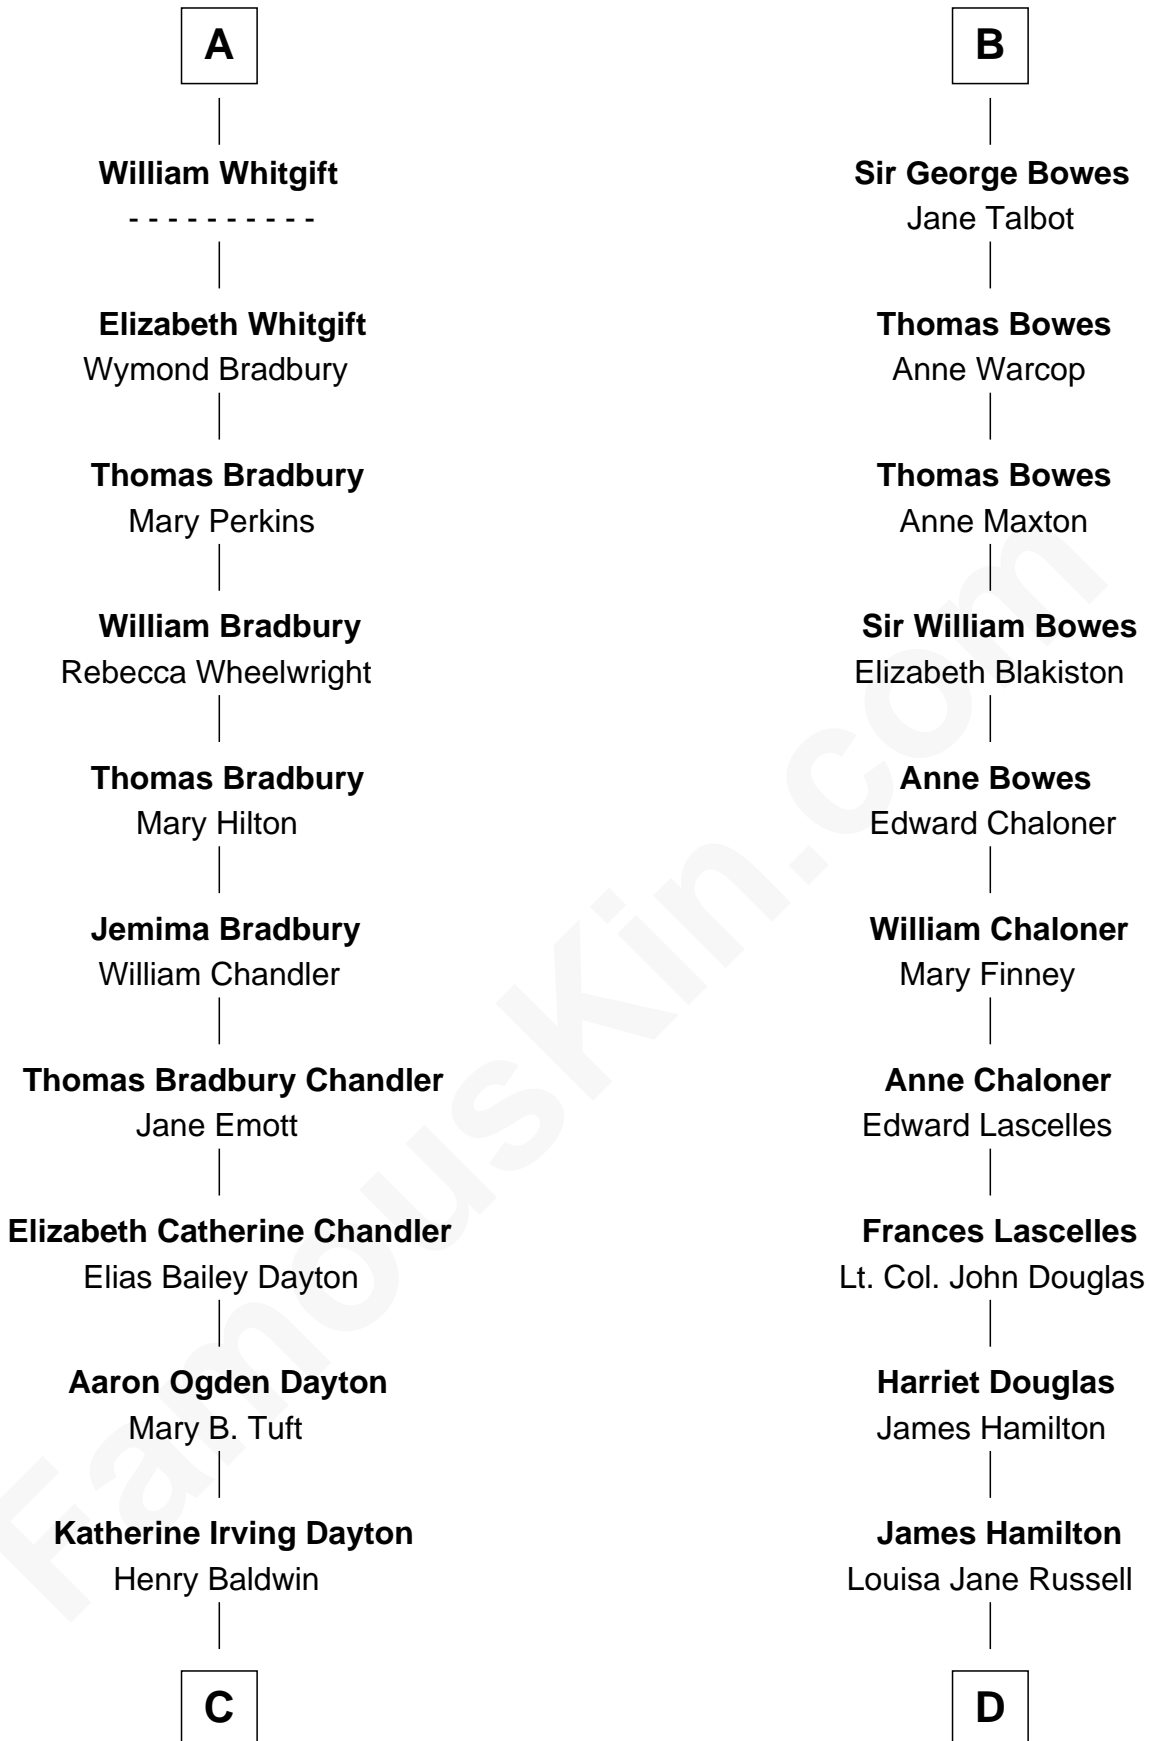 A
William Whitgift
- - - - - - - - - -
Elizabeth Whitgift
Wymond Bradbury
Thomas Bradbury
Mary Perkins
William Bradbury
Rebecca Wheelwright
Thomas Bradbury
Mary Hilton
Jemima Bradbury
William Chandler
Thomas Bradbury Chandler
Jane Emott
Elizabeth Catherine Chandler
Elias Bailey Dayton
Aaron Ogden Dayton
Mary B. Tuft
Katherine Irving Dayton
Henry Baldwin
C
B
Sir George Bowes
Jane Talbot
Thomas Bowes
Anne Warcop
Thomas Bowes
Anne Maxton
Sir William Bowes
Elizabeth Blakiston
Anne Bowes
Edward Chaloner
William Chaloner
Mary Finney
Anne Chaloner
Edward Lascelles
Frances Lascelles
Lt. Col. John Douglas
Harriet Douglas
James Hamilton
James Hamilton
Louisa Jane Russell
D
FamousKin.com